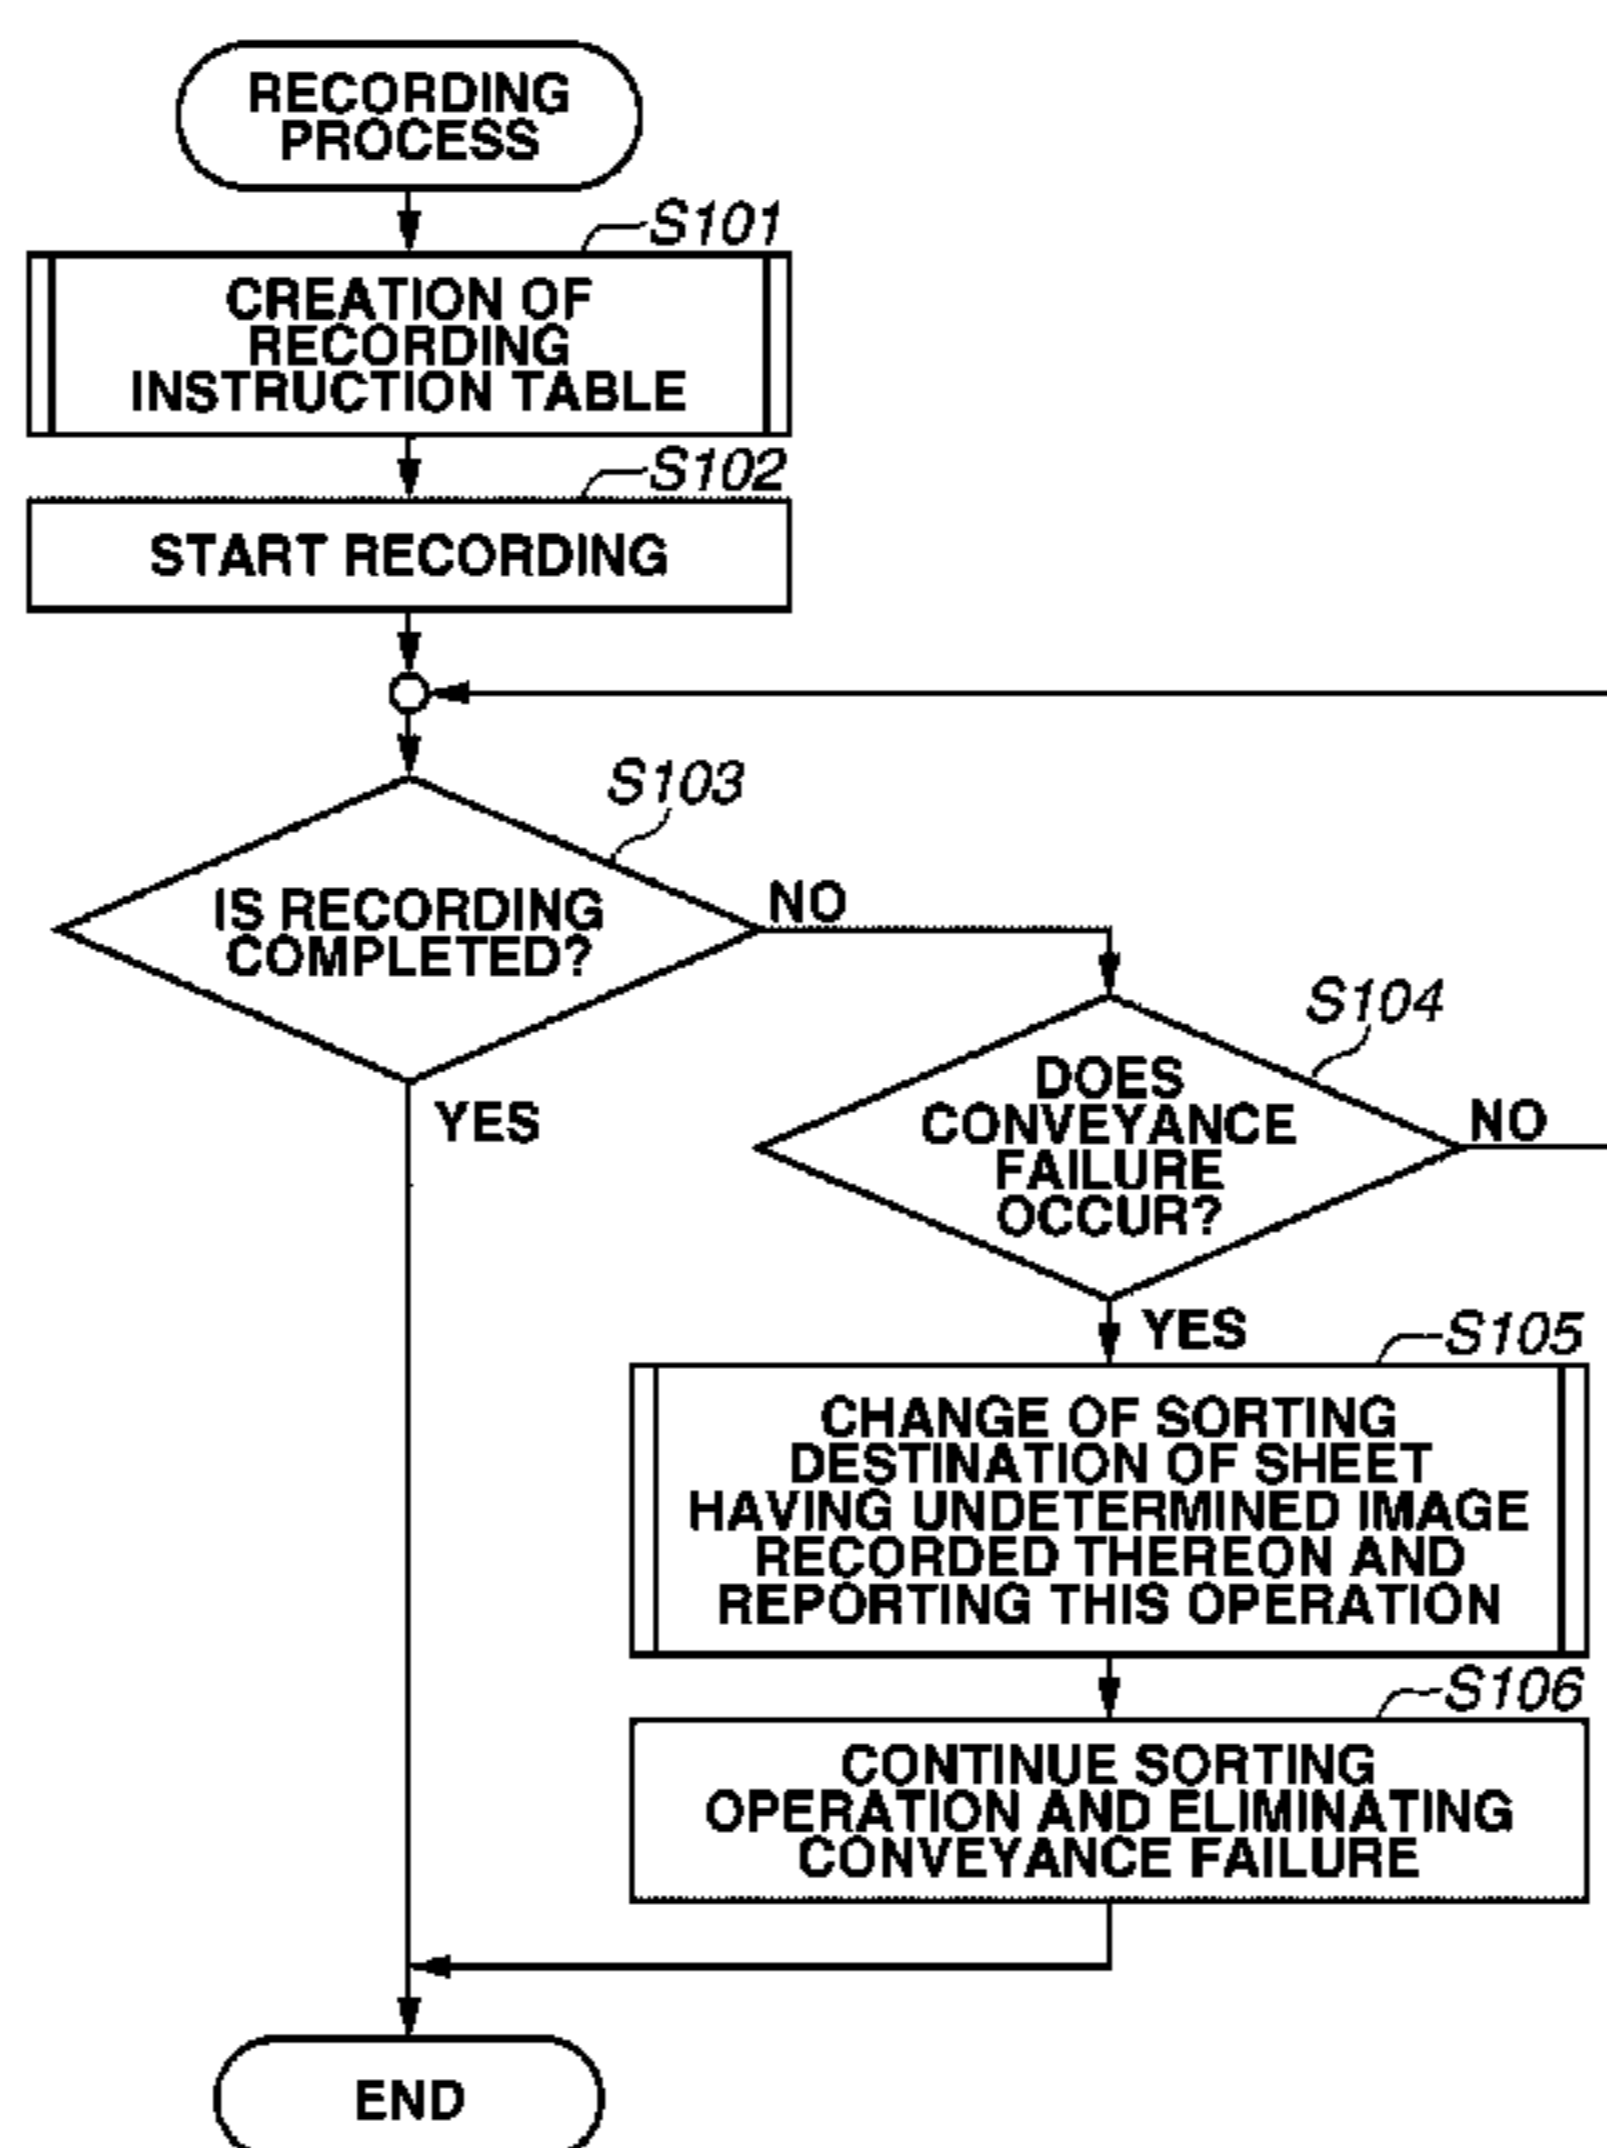 RECORDING
PROCESS
S101
CREATION OF
RECORDING
INSTRUCTION TABLE
S102
START RECORDING
S103
IS RECORDING
COMPLETED?
NO
YES
S104
DOES
CONVEYANCE
FAILURE
OCCUR?
NO
YES
S105
CHANGE OF SORTING
DESTINATION OF SHEET
HAVING UNDETERMINED IMAGE
RECORDED THEREON AND
REPORTING THIS OPERATION
S106
CONTINUE SORTING
OPERATION AND ELIMINATING
CONVEYANCE FAILURE
END